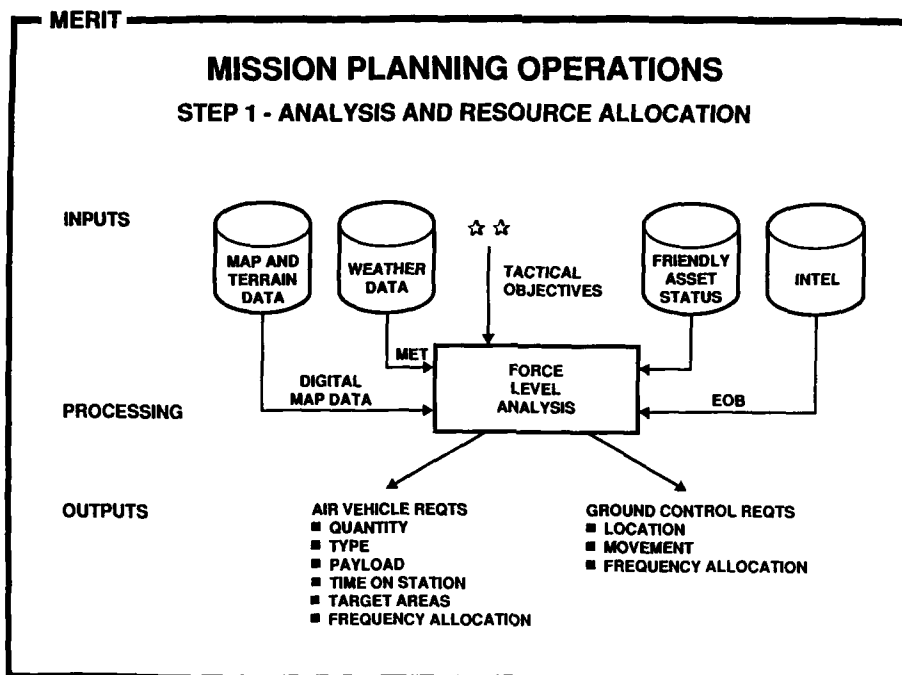 MERIT
MISSION PLANNING OPERATIONS
STEP 1 - ANALYSIS AND RESOURCE ALLOCATION
INPUTS
MAP AND
TERRAIN
DATA
WEATHER
DATA
TACTICAL
OBJECTIVES
FRIENDLY
ASSET
STATUS
INTEL
MET
FORCE
LEVEL
ANALYSIS
DIGITAL
MAP DATA
EOB
PROCESSING
OUTPUTS
AIR VEHICLE REQTS
■ QUANTITY
■ TYPE
■ PAYLOAD
■ TIME ON STATION
■ TARGET AREAS
■ FREQUENCY ALLOCATION
GROUND CONTROL REQTS
■ LOCATION
■ MOVEMENT
■ FREQUENCY ALLOCATION